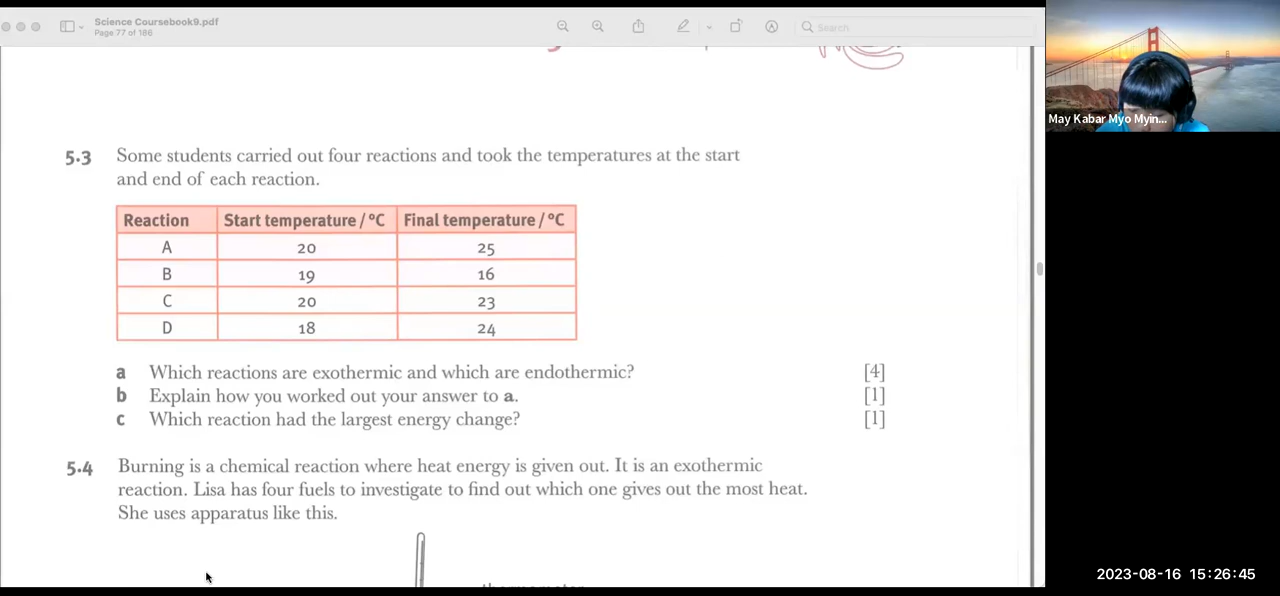 Science Coursebook9.pdf
Page 77 of 186
Search
5.3 Some students carried out four reactions and took the temperatures at the start
and end of each reaction.
Reaction Start temperature / °C Final temperature / °C
A 20 25
B 19 16
C 20 23
D 18 24
a Which reactions are exothermic and which are endothermic? [4]
b Explain how you worked out your answer to a. [1]
c Which reaction had the largest energy change? [1]
5.4 Burning is a chemical reaction where heat energy is given out. It is an exothermic
reaction. Lisa has four fuels to investigate to find out which one gives out the most heat.
She uses apparatus like this.
May Kabar Myo Myin...
2023-08-16 15:26:45